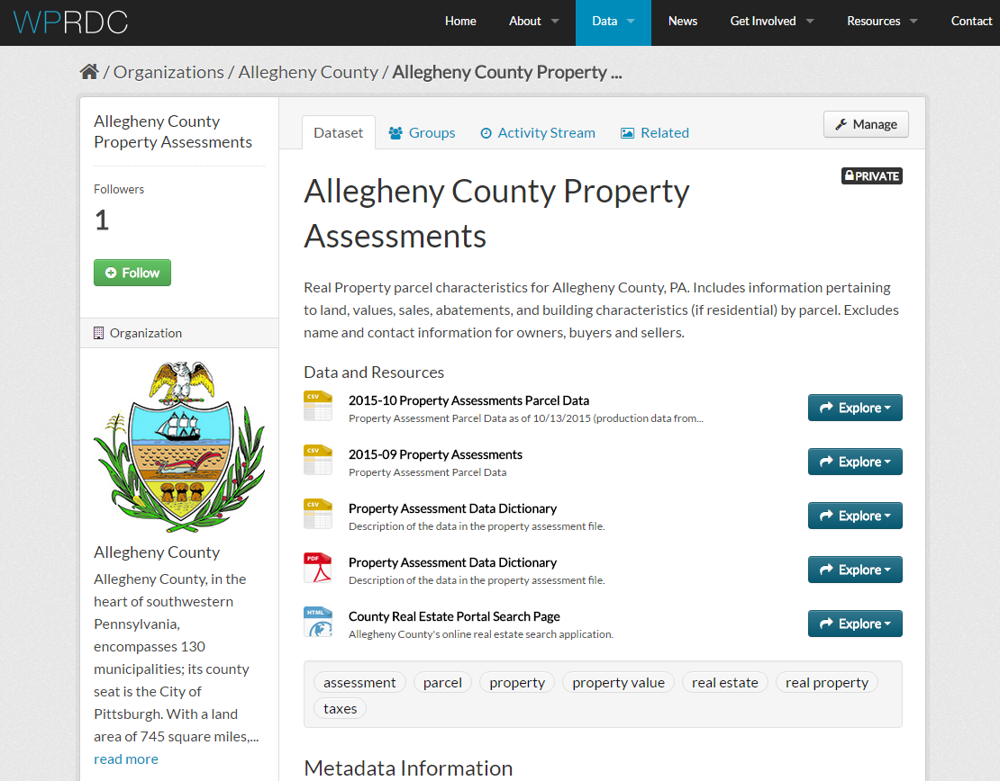 WPRDC
Home About Data News Get Involved Resources Contact
/ Organizations / Allegheny County / Allegheny County Property ...
Allegheny County
Property Assessments
Followers
1
Follow
Organization
Allegheny County
Allegheny County, in the
heart of southwestern
Pennsylvania,
encompasses 130
municipalities; its county
seat is the City of
Pittsburgh. With a land
area of 745 square miles,...
read more
Dataset Groups Activity Stream Related
Manage
PRIVATE
Allegheny County Property
Assessments
Real Property parcel characteristics for Allegheny County, PA. Includes information pertaining
to land, values, sales, abatements, and building characteristics (if residential) by parcel. Excludes
name and contact information for owners, buyers and sellers.
Data and Resources
CSV
2015-10 Property Assessments Parcel Data
Property Assessment Parcel Data as of 10/13/2015 (production data from...
Explore
CSV
2015-09 Property Assessments
Property Assessment Parcel Data
Explore
CSV
Property Assessment Data Dictionary
Description of the data in the property assessment file.
Explore
PDF
Property Assessment Data Dictionary
Description of the data in the property assessment file.
Explore
HTML
County Real Estate Portal Search Page
Allegheny County's online real estate search application.
Explore
assessment parcel property property value real estate real property
taxes
Metadata Information